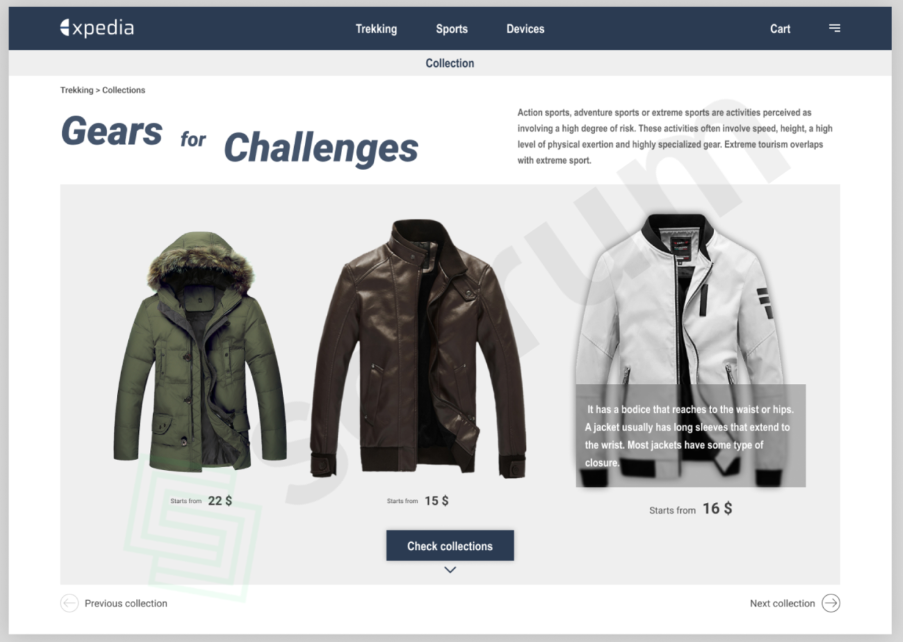 expedia
Trekking Sports Devices Cart
Collection
Trekking > Collections
Gears for Challenges
Action sports, adventure sports or extreme sports are activities perceived as
involving a high degree of risk. These activities often involve speed, height, a high
level of physical exertion and highly specialized gear. Extreme tourism overlaps
with extreme sport.
It has a bodice that reaches to the waist or hips.
A jacket usually has long sleeves that extend to
the wrist. Most jackets have some type of
closure.
Starts from 22 $
Starts from 15 $
Starts from 16 $
Check collections
Previous collection
Next collection